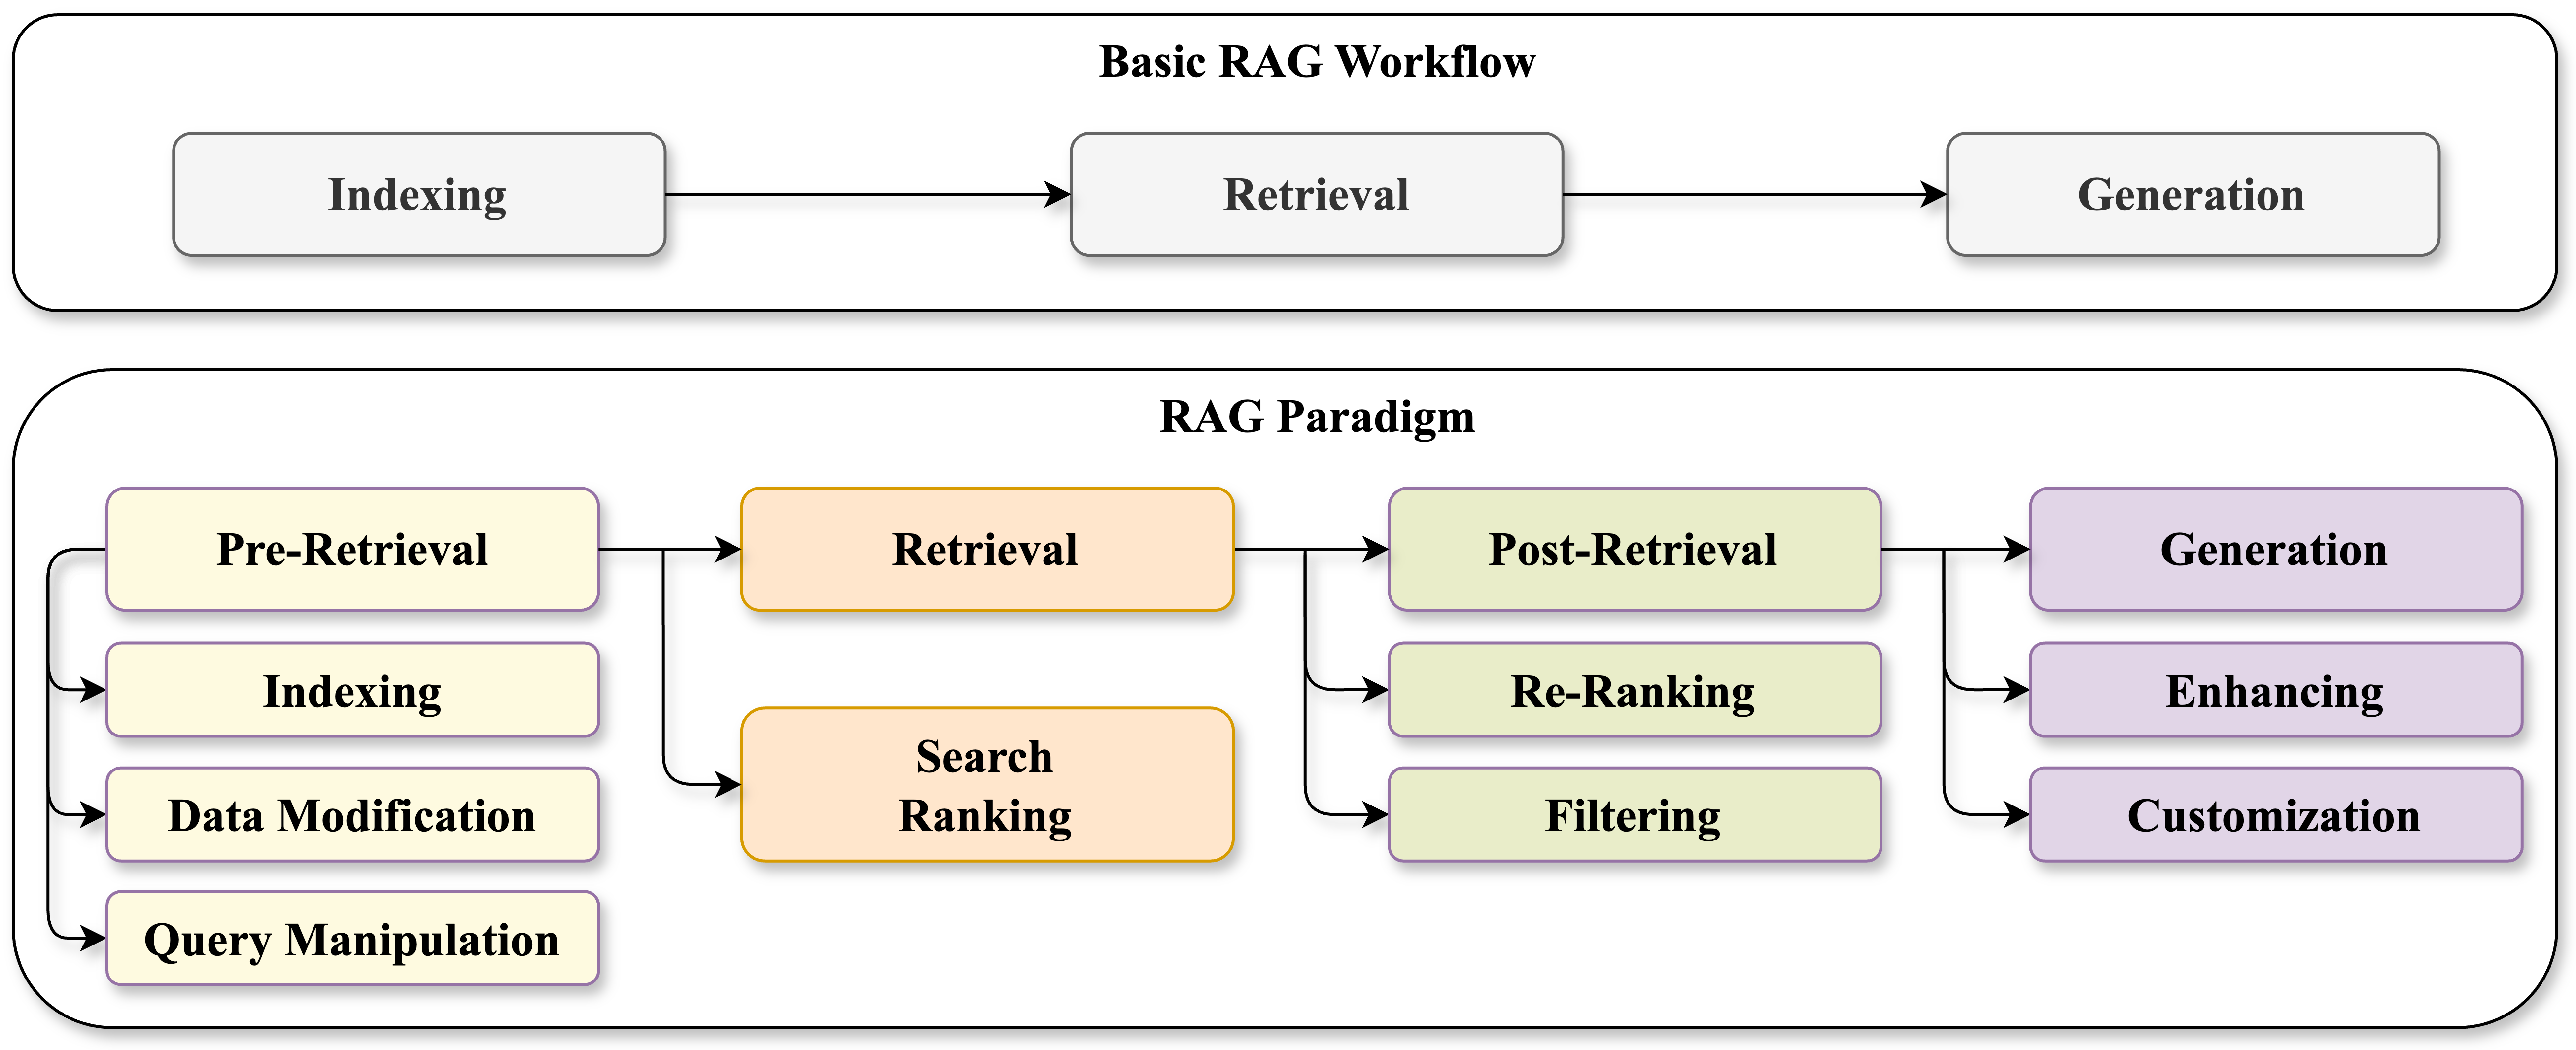 Basic RAG Workflow
Indexing
Retrieval
Generation
RAG Paradigm
Pre-Retrieval
Indexing
Data Modification
Query Manipulation
Retrieval
Search
Ranking
Post-Retrieval
Re-Ranking
Filtering
Generation
Enhancing
Customization